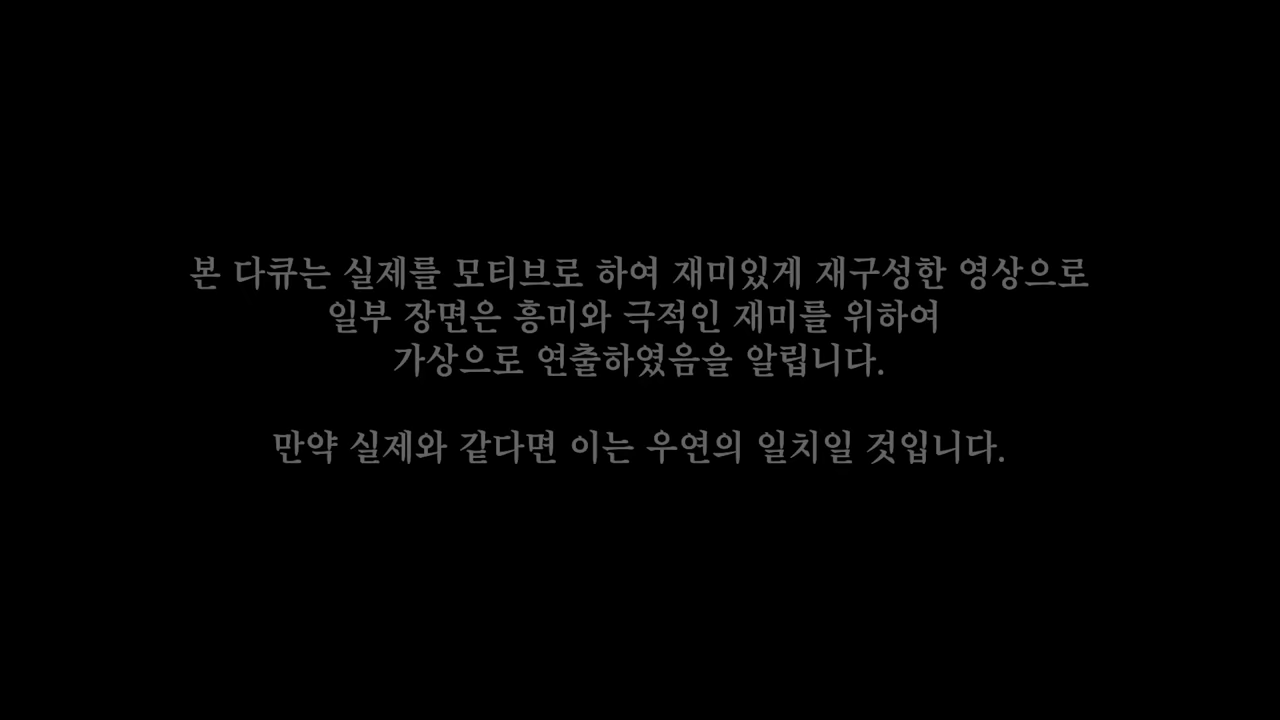 본 다큐는 실제를 모티브로 하여 재미있게 재구성한 영상으로
일부 장면은 흥미와 극적인 재미를 위하여
가상으로 연출하였음을 알립니다.
만약 실제와 같다면 이는 우연의 일치일 것입니다.